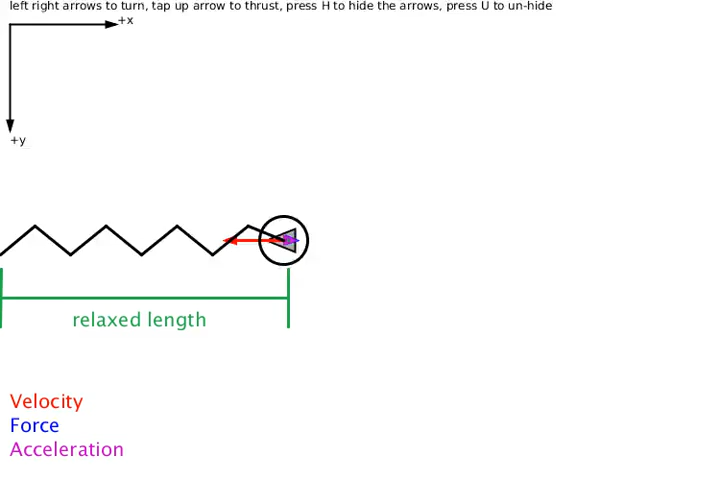 left right arrows to turn, tap up arrow to thrust, press H to hide the arrows, press U to un-hide
+x
+y
relaxed length
Velocity
Force
Acceleration